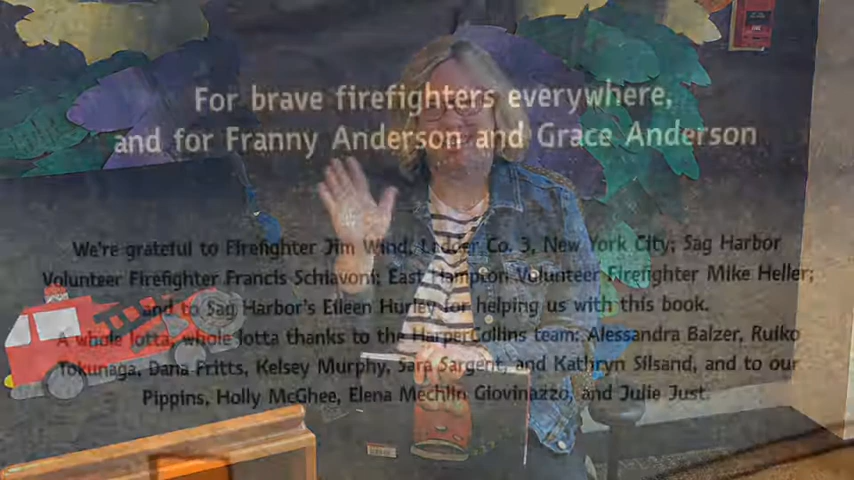 For brave firefighters everywhere,
and for Franny Anderson and Grace Anderson
We're grateful to Firefighter Jim Wind, Ladder Co. 3, New York City; Sag Harbor
Volunteer Firefighter Francis Schiavoni; East Hampton Volunteer Firefighter Mike Heller;
and to Sag Harbor's Eileen Hurley for helping us with this book.
A whole lotta, whole lotta thanks to the HarperCollins team: Alessandra Balzer, Ruiko
Tokunaga, Dana Fritts, Kelsey Murphy, Sara Sargent, and Kathryn Silsand, and to our
Pippins, Holly McGhee, Elena Mechlin Giovinazzo, and Julie Just.